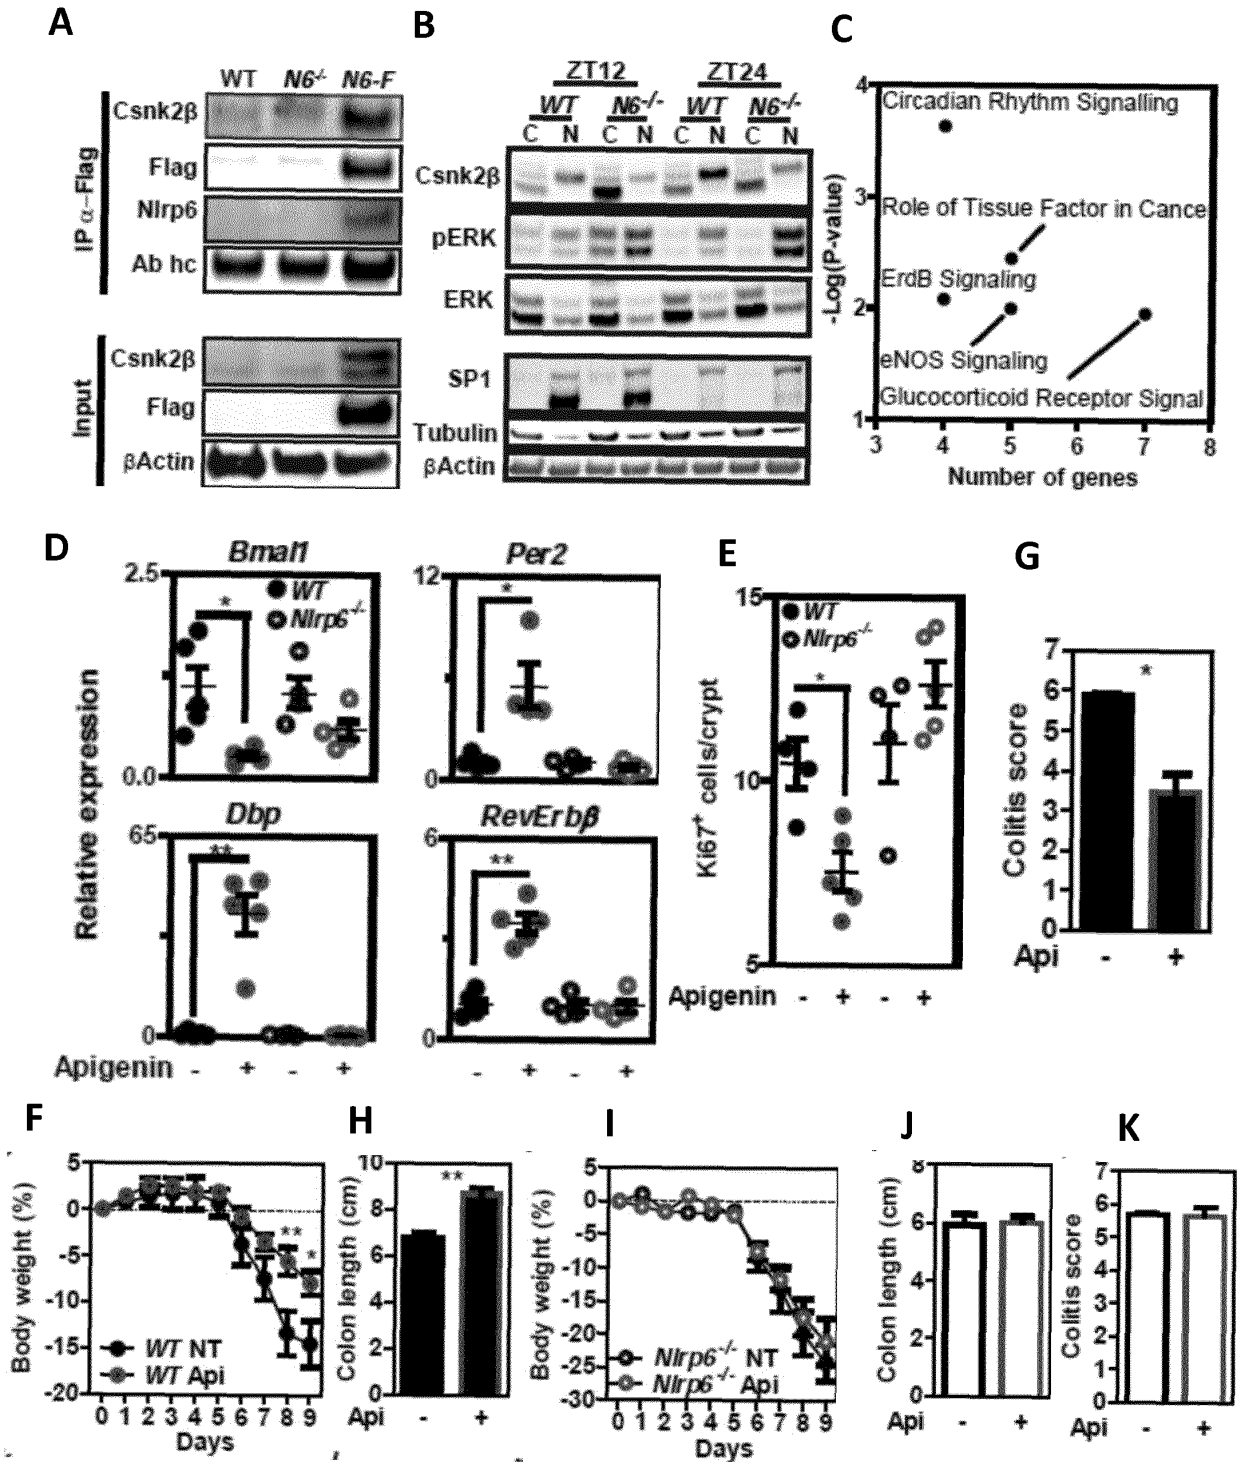 A
WT N6-/- N6-F
IP α-Flag
Csnk2β
Flag
Nlrp6
Ab hc
Input
Csnk2β
Flag
βActin
B
ZT12 ZT24
WT N6-/- WT N6-/-
C N C N C N C N
Csnk2β
pERK
ERK
SP1
Tubulin
βActin
C
-Log(P-value)
4
3
2
1
Circadian Rhythm Signalling
Role of Tissue Factor in Cance
ErdB Signaling
eNOS Signaling
Glucocorticoid Receptor Signal
3 4 5 6 7 8
Number of genes
D
Relative expression
Bmal1
2.5
0.0
*
WT
Nlrp6-/-
Per2
12
0
*
Dbp
65
0
**
RevErbβ
6
0
**
Apigenin - + - + - + - +
E
Ki67+ cells/crypt
15
10
5
WT
Nlrp6-/-
*
Apigenin - + - +
G
Colitis score
7
6
5
4
3
2
1
0
*
Api - +
F
Body weight (%)
5
0
-5
-10
-15
-20
** *
WT NT
WT Api
0 1 2 3 4 5 6 7 8 9
Days
H
Colon length (cm)
10
8
6
4
2
0
**
Api - +
I
Body weight (%)
5
0
-5
-10
-15
-20
-25
-30
Nlrp6-/- NT
Nlrp6-/- Api
0 1 2 3 4 5 6 7 8 9
Days
J
Colon length (cm)
8
6
4
2
0
Api - +
K
Colitis score
7
6
5
4
3
2
1
0
Api - +